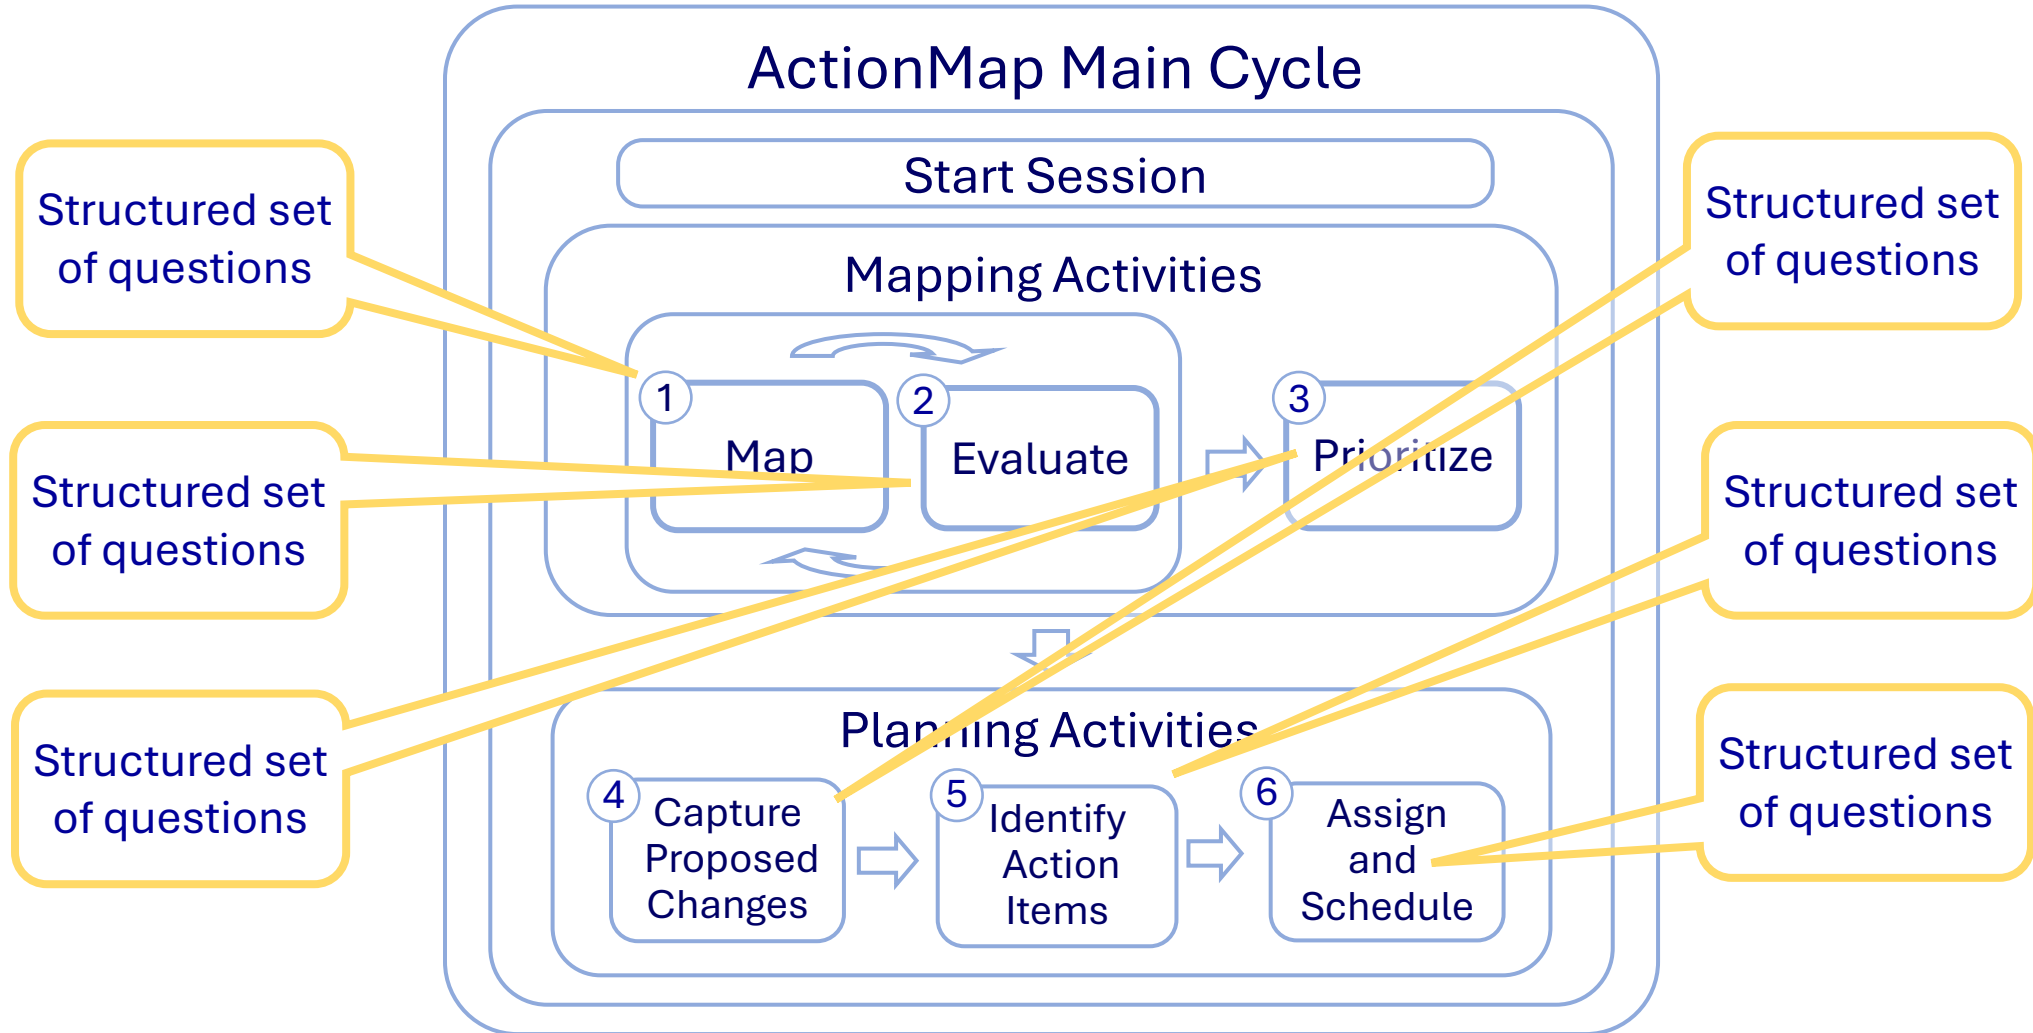 ActionMap Main Cycle
Start Session
Structured set
of questions
Structured set
of questions
Mapping Activities
1
Map
2
Evaluate
3
Prioritize
Structured set
of questions
Structured set
of questions
Structured set
of questions
Structured set
of questions
Planning Activities
4
Capture
Proposed
Changes
5
Identify
Action
Items
6
Assign
and
Schedule